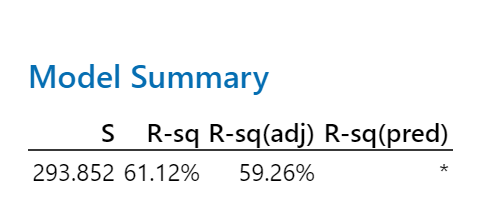 Model Summary
S R-sq R-sq(adj) R-sq(pred)
293.852 61.12% 59.26% *